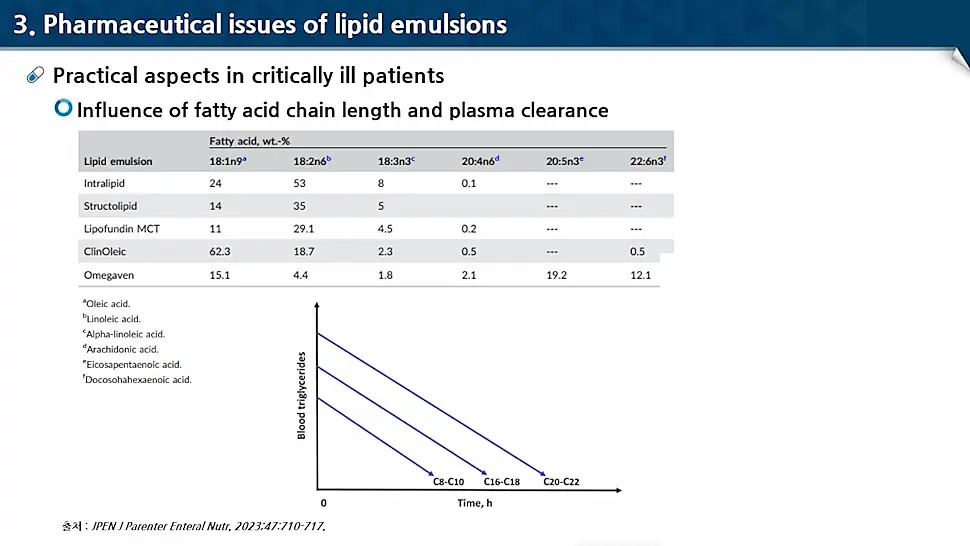 3. Pharmaceutical issues of lipid emulsions
Practical aspects in critically ill patients
Influence of fatty acid chain length and plasma clearance
Fatty acid, wt.-%
Lipid emulsion 18:1n9a 18:2n6b 18:3n3c 20:4n6d 20:5n3e 22:6n3f
Intralipid 24 53 8 0.1 --- ---
Structolipid 14 35 5 --- ---
Lipofundin MCT 11 29.1 4.5 0.2 --- ---
ClinOleic 62.3 18.7 2.3 0.5 --- 0.5
Omegaven 15.1 4.4 1.8 2.1 19.2 12.1
aOleic acid.
bLinoleic acid.
cAlpha-linoleic acid.
dArachidonic acid.
eEicosapentaenoic acid.
fDocosohahexaenoic acid.
Blood triglycerides
C8-C10 C16-C18 C20-C22
0 Time, h
출처 : JPEN J Parenter Enteral Nutr. 2023;47:710-717.